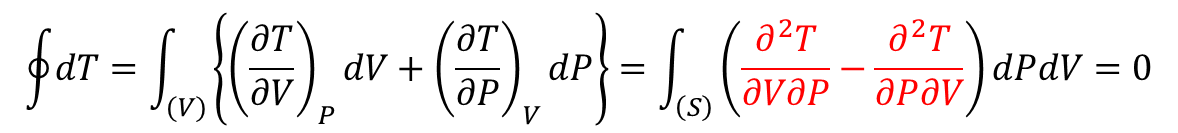 ∮dT = ∫_(V) {(∂T/∂V)_P dV + (∂T/∂P)_V dP} = ∫_(S) (∂²T/∂V∂P − ∂²T/∂P∂V) dPdV = 0